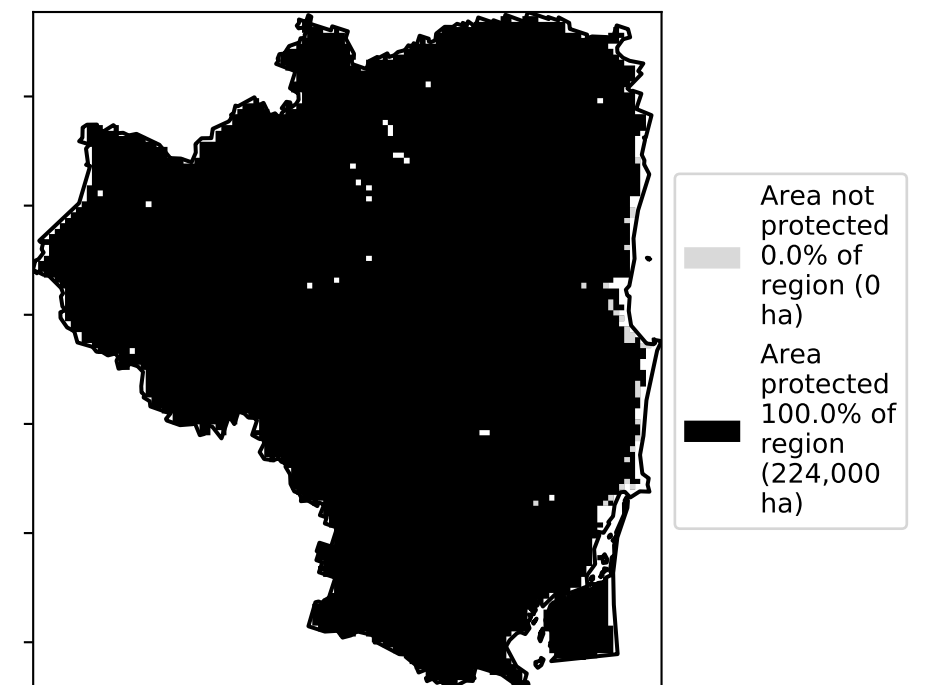 Area not
protected
0.0% of
region (0
ha)
Area
protected
100.0% of
region
(224,000
ha)